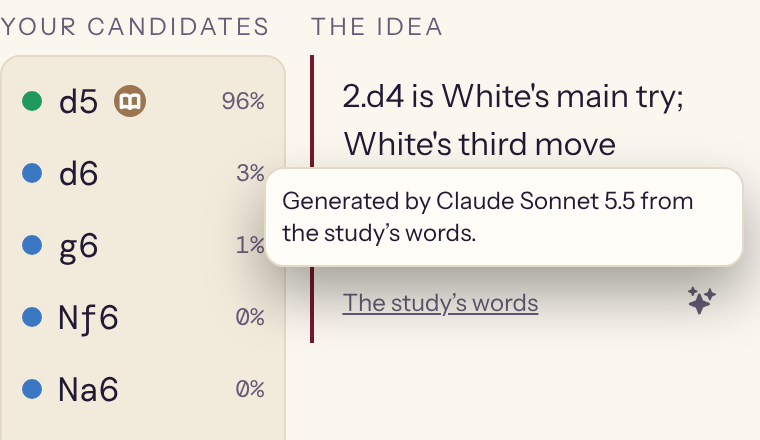 YOUR CANDIDATES
THE IDEA
d5
96%
d6
3%
g6
1%
Nf6
0%
Na6
0%
2.d4 is White's main try;
White's third move
Generated by Claude Sonnet 5.5 from
the study’s words.
The study’s words